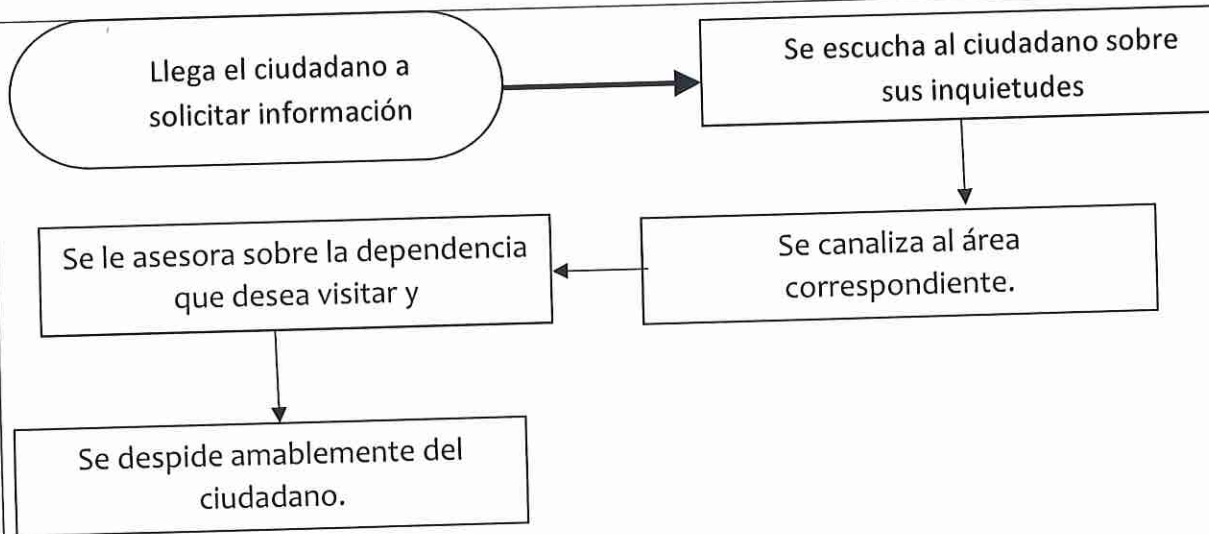 Llega el ciudadano a
solicitar información
Se escucha al ciudadano sobre
sus inquietudes
Se canaliza al área
correspondiente.
Se le asesora sobre la dependencia
que desea visitar y
Se despide amablemente del
ciudadano.